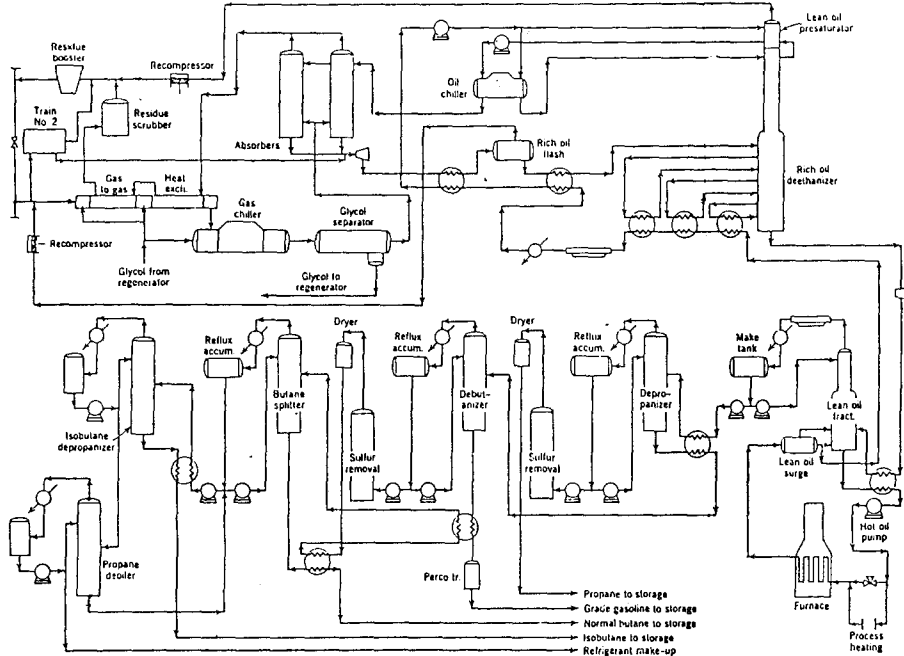 Lean oil
presaturator
Residue
booster
Recompressor
Train
No. 2
Residue
scrubber
Oil
chiller
Absorbers
Rich oil
flash
Rich oil
deethanizer
Gas
to gas
Heat
exch.
Gas
chiller
Glycol
separator
Recompressor
Glycol from
regenerator
Glycol to
regenerator
Reflux
accum.
Dryer
Reflux
accum.
Dryer
Reflux
accum.
Make
tank
Butane
splitter
Debut-
anizer
Depro-
panizer
Lean oil
fract.
Isobutane
depropanizer
Sulfur
removal
Sulfur
removal
Lean oil
surge
Hot oil
pump
Propane
deoiler
Perco tr.
Furnace
Process
heating
Propane to storage
Grade gasoline to storage
Normal butane to storage
Isobutane to storage
Refrigerant make-up